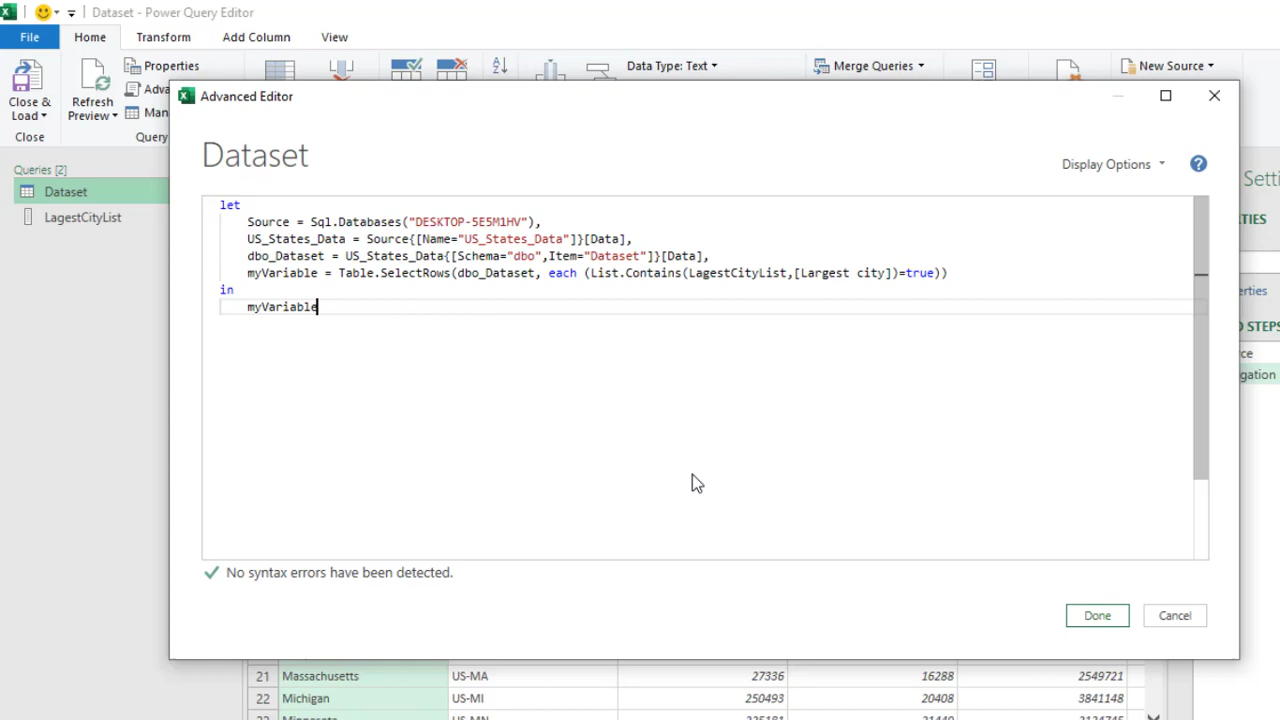 Dataset - Power Query Editor
File Home Transform Add Column View
Properties
Data Type: Text
Merge Queries
New Source
Close & Load
Refresh Preview
Close
Query
Queries [2]
Dataset
LagestCityList
Advanced Editor
Dataset
Display Options
?
let
Source = Sql.Databases("DESKTOP-5E5M1HV"),
US_States_Data = Source{[Name="US_States_Data"]}[Data],
dbo_Dataset = US_States_Data{[Schema="dbo",Item="Dataset"]}[Data],
myVariable = Table.SelectRows(dbo_Dataset, each (List.Contains(LagestCityList,[Largest city])=true))
in
myVariable
No syntax errors have been detected.
Done Cancel
21 Massachusetts US-MA 27336 16288 2549721
22 Michigan US-MI 250493 20408 3841148